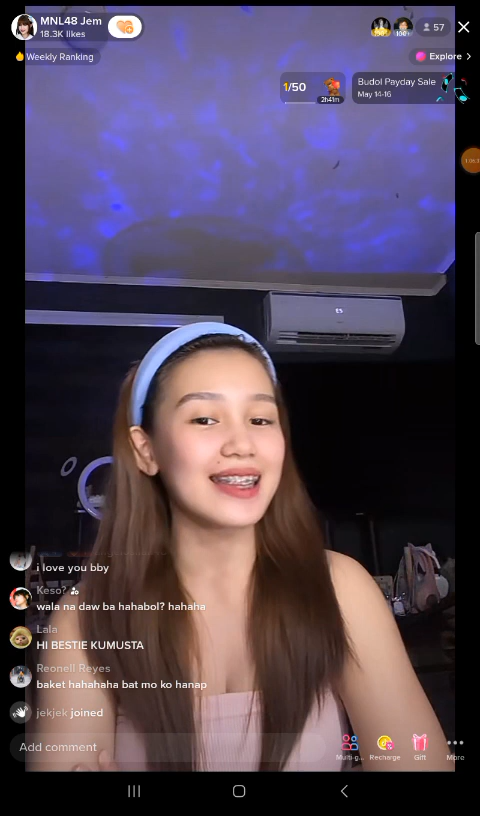 MNL48 Jem
18.3K likes
57
Weekly Ranking
Explore
1/50
2h41m
Budol Payday Sale
May 14-16
i love you bby
Keso?
wala na daw ba hahabol? hahaha
Lala
HI BESTIE KUMUSTA
Reonell Reyes
baket hahahaha bat mo ko hanap
jekjek joined
Add comment
Multi-g...
Recharge
Gift
More